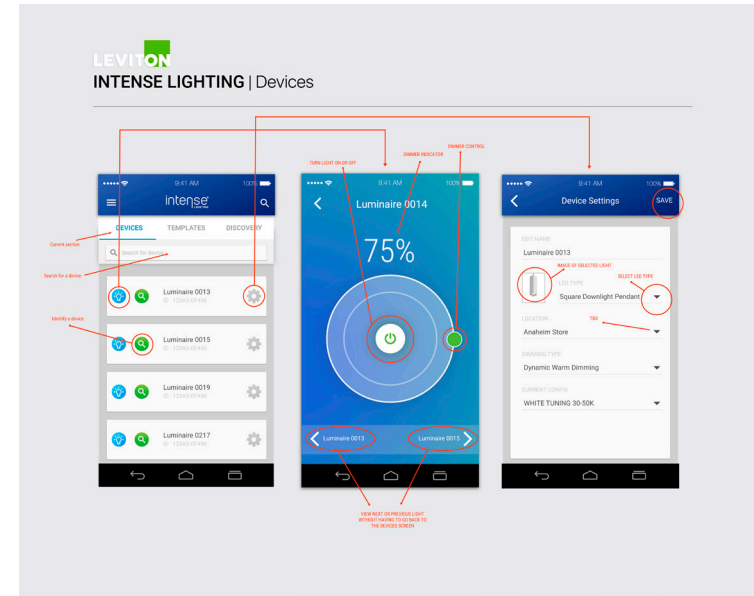 LEVITON
INTENSE LIGHTING | Devices
TURN LIGHT ON OR OFF
DIMMER INDICATOR
DIMMER CONTROL
9:41 AM
100%
intense
LIGHTING
DEVICES
TEMPLATES
DISCOVERY
Current section
Search for device
Search for a device
Luminaire 0013
Identify a device
Luminaire 0015
Luminaire 0019
Luminaire 0217
9:41 AM
100%
Luminaire 0014
75%
Luminaire 0013
Luminaire 0015
VIEW NEXT OR PREVIOUS LIGHT
WITHOUT HAVING TO GO BACK TO
THE DEVICES SCREEN
9:41 AM
100%
Device Settings
SAVE
EDIT NAME
Luminaire 0013
IMAGE OF SELECTED LIGHT
SELECT LED TYPE
LED TYPE
Square Downlight Pendant
LOCATION
TBD
Anaheim Store
DIMMING TYPE
Dynamic Warm Dimming
CURRENT CONFIG
WHITE TUNING 30-50K